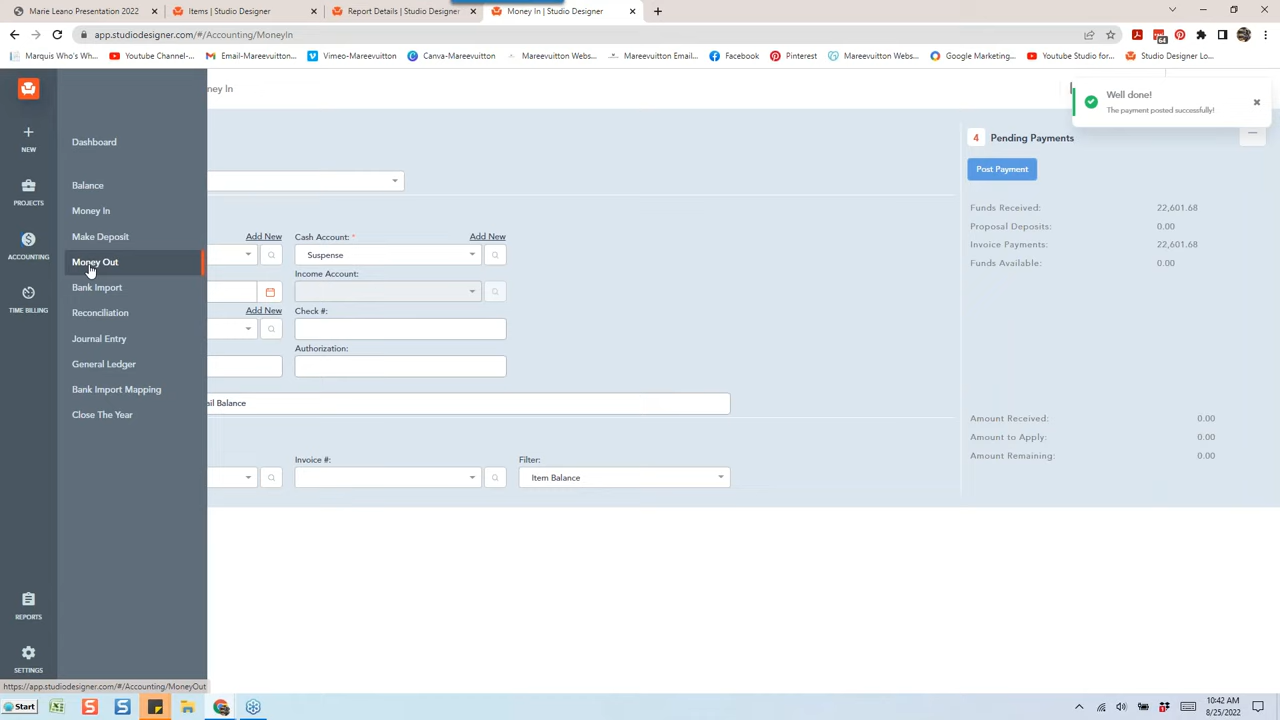 Marie Leano Presentation 2022
Items | Studio Designer
Report Details | Studio Designer
Money In | Studio Designer
app.studiodesigner.com/#/Accounting/MoneyIn
Marquis Who's Wh...
Youtube Channel-...
Vimeo-Mareevuitton
Canva-Mareevuitton
Mareevuitton Webs...
Mareevuitton Email...
Facebook
Pinterest
Mareevuitton Webs...
Google Marketing...
Youtube Studio for...
Studio Designer Lo...
ney In
Well done!
The payment posted successfully!
NEW
PROJECTS
ACCOUNTING
TIME BILLING
REPORTS
SETTINGS
Dashboard
Balance
Money In
Make Deposit
Money Out
Bank Import
Reconciliation
Journal Entry
General Ledger
Bank Import Mapping
Close The Year
Add New
Cash Account: *
Add New
Suspense
Income Account:
Add New
Check #:
Authorization:
ail Balance
Invoice #:
Filter:
Item Balance
4 Pending Payments
Post Payment
Funds Received: 22,601.68
Proposal Deposits: 0.00
Invoice Payments: 22,601.68
Funds Available: 0.00
Amount Received: 0.00
Amount to Apply: 0.00
Amount Remaining: 0.00
https://app.studiodesigner.com/#/Accounting/MoneyOut
Start
10:42 AM
8/25/2022